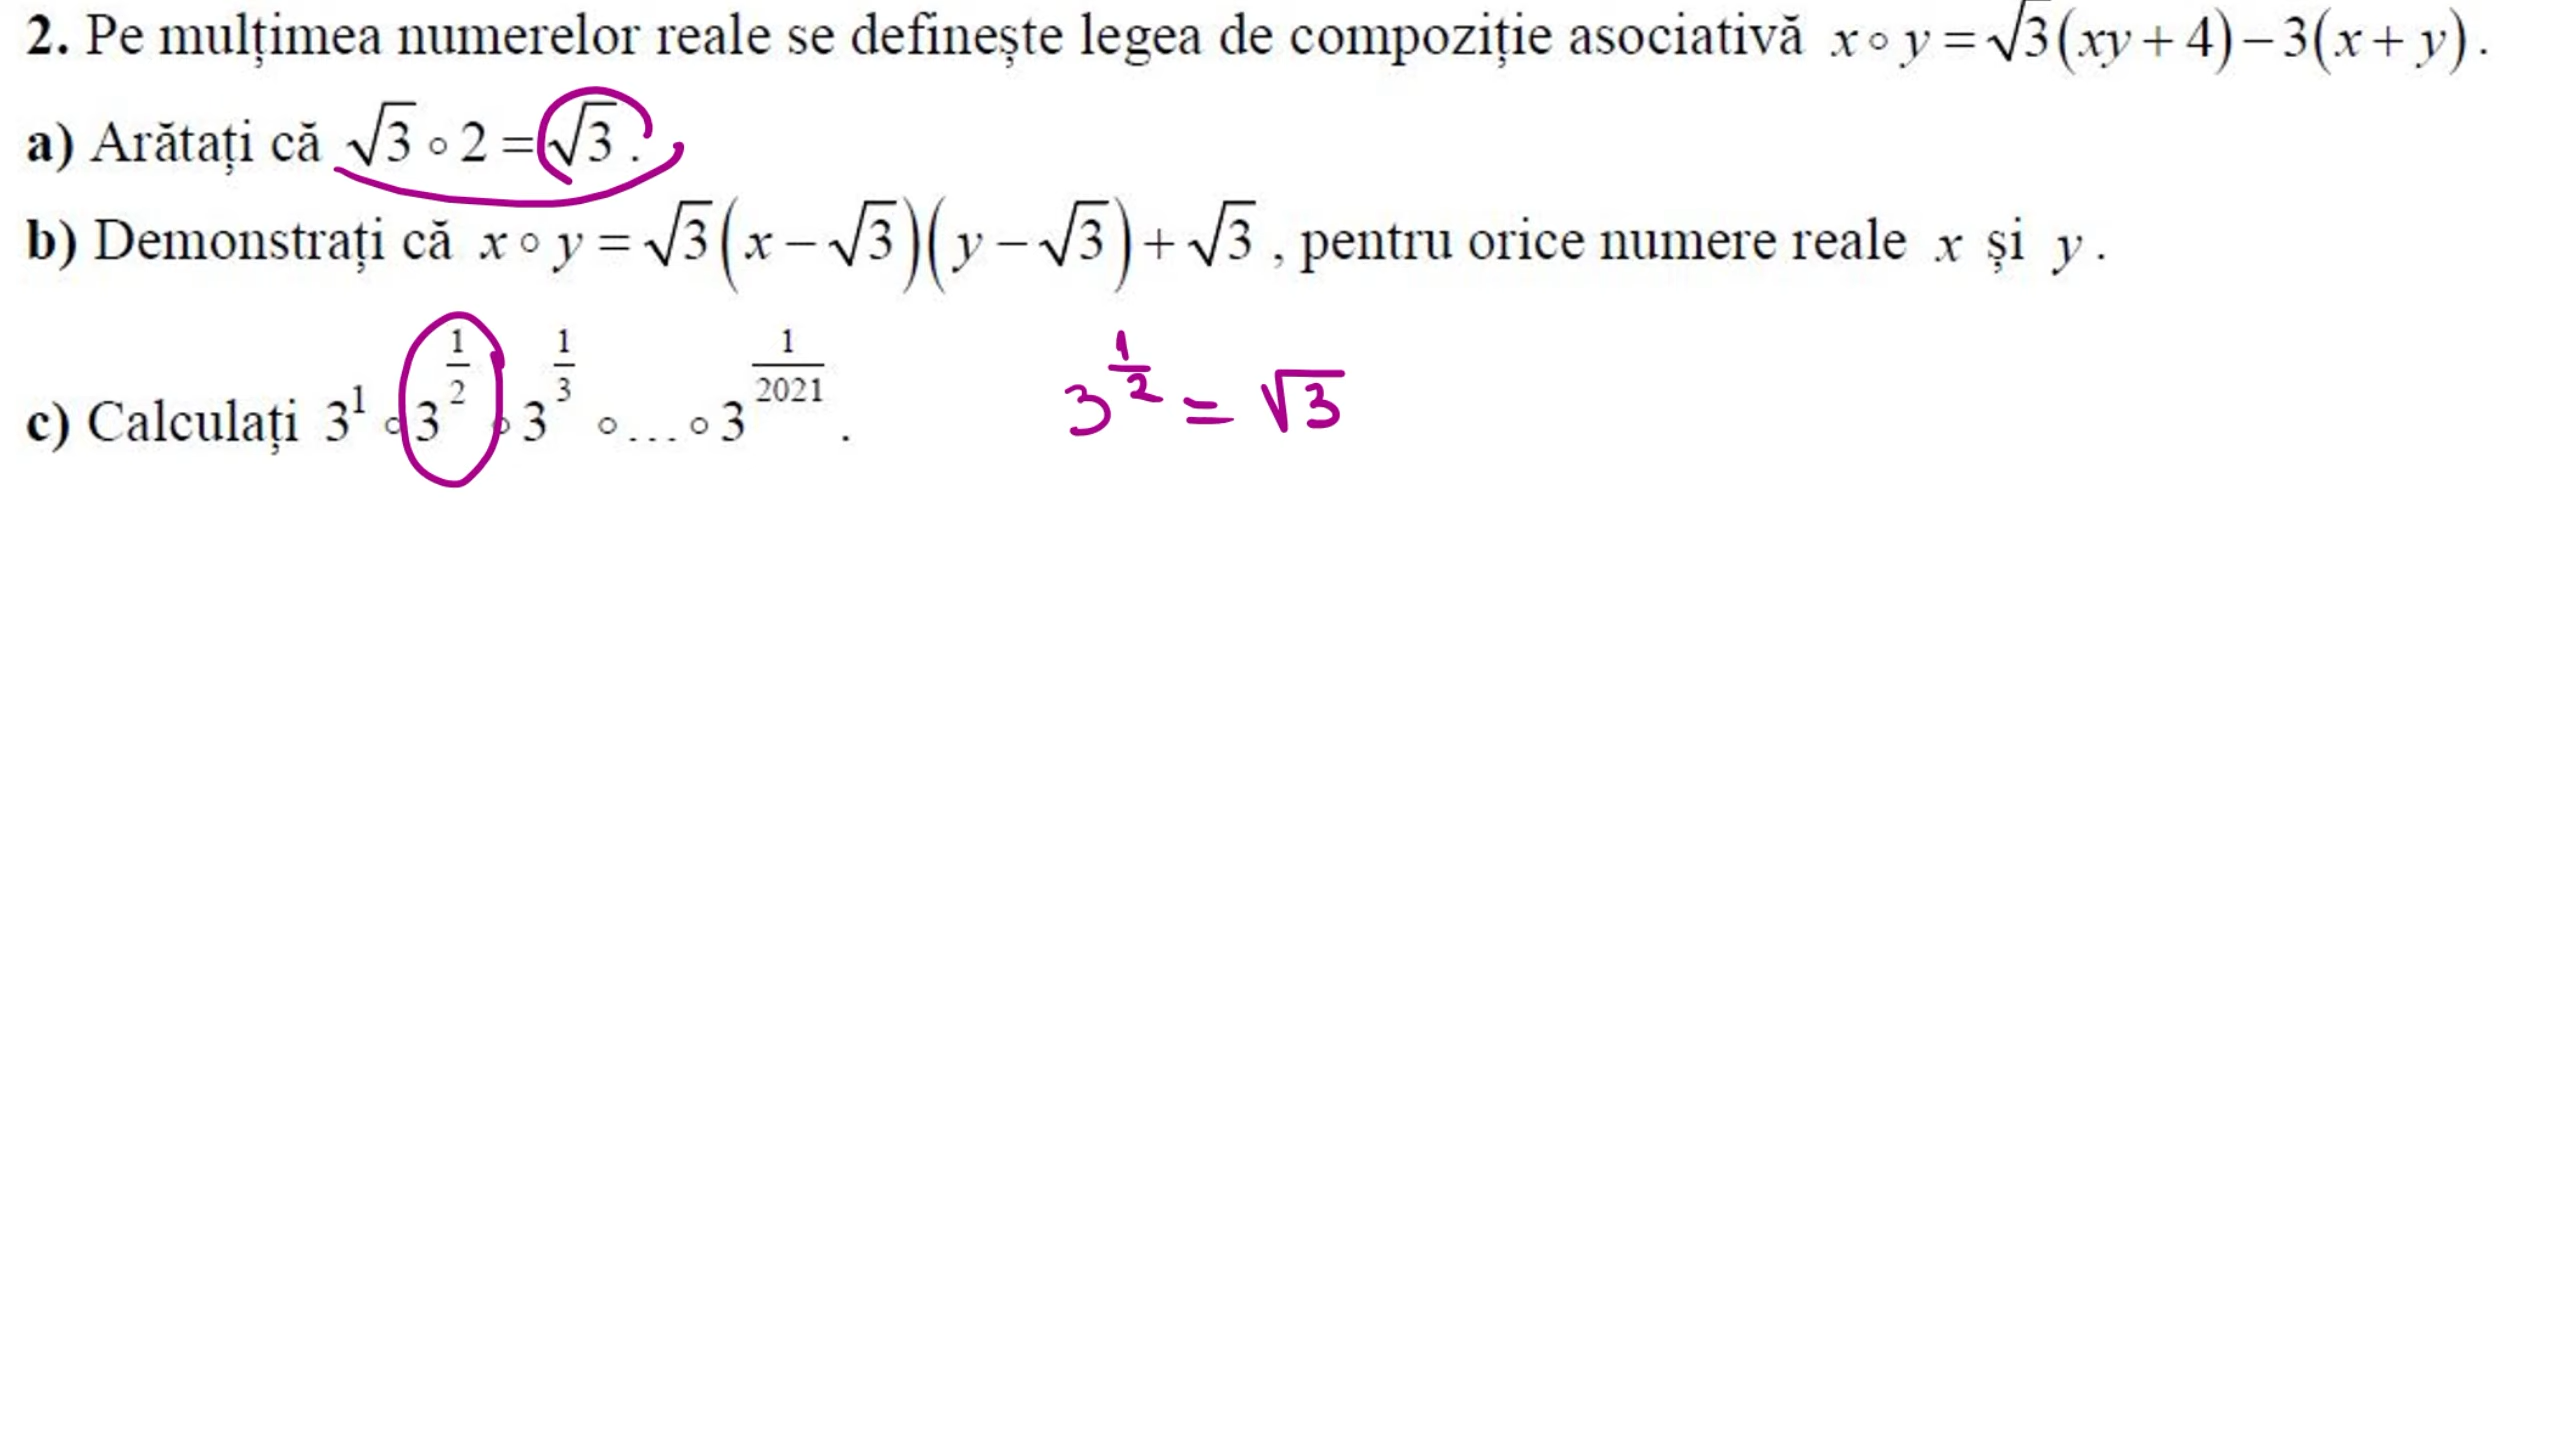 2. Pe mulțimea numerelor reale se definește legea de compoziție asociativă x∘y=√3(xy+4)−3(x+y).
a) Arătați că √3∘2=√3.
b) Demonstrați că x∘y=√3(x−√3)(y−√3)+√3, pentru orice numere reale x și y.
c) Calculați 3^1∘3^(1/2)∘3^(1/3)∘...∘3^(1/2021). 3^(1/2)=√3